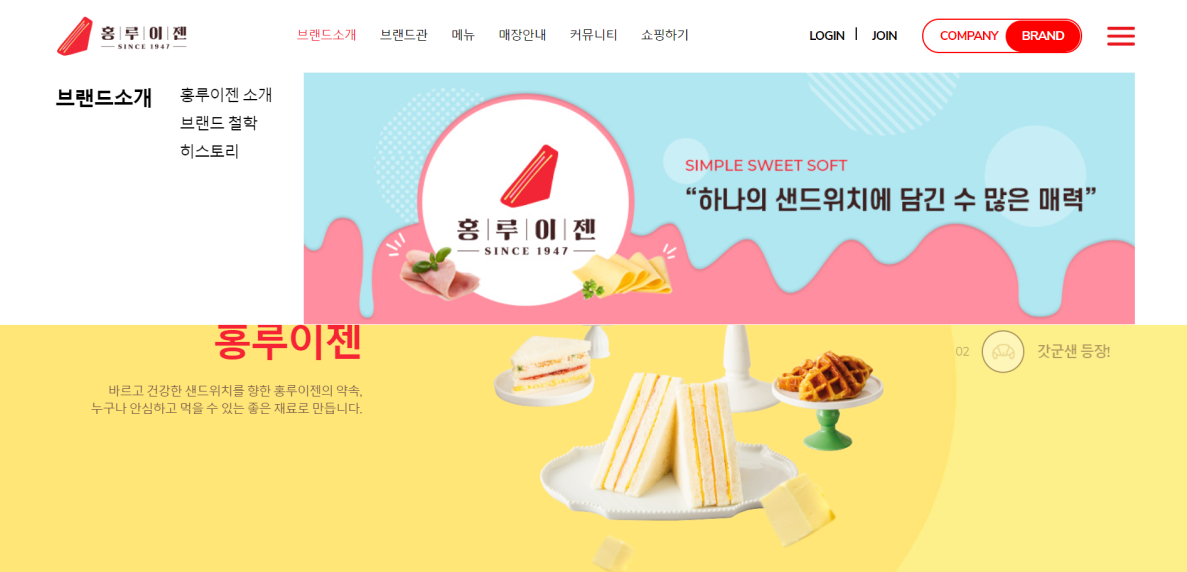 홍루이젠
SINCE 1947
브랜드소개 브랜드관 메뉴 매장안내 커뮤니티 쇼핑하기
LOGIN JOIN COMPANY BRAND
브랜드소개
홍루이젠 소개
브랜드 철학
히스토리
홍루이젠
SINCE 1947
SIMPLE SWEET SOFT
“하나의 샌드위치에 담긴 수 많은 매력”
홍루이젠
바르고 건강한 샌드위치를 향한 홍루이젠의 약속,
누구나 안심하고 먹을 수 있는 좋은 재료로 만듭니다.
02 갓군샌 등장!